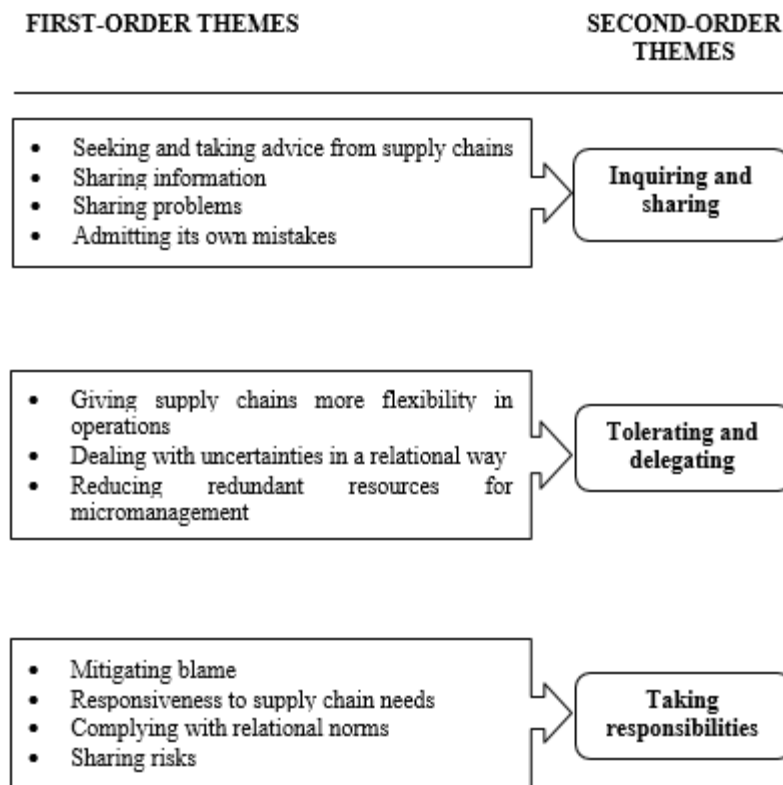 FIRST-ORDER THEMES
SECOND-ORDER
THEMES
• Seeking and taking advice from supply chains
• Sharing information
• Sharing problems
• Admitting its own mistakes
Inquiring and
sharing
• Giving supply chains more flexibility in
operations
• Dealing with uncertainties in a relational way
• Reducing redundant resources for
micromanagement
Tolerating and
delegating
• Mitigating blame
• Responsiveness to supply chain needs
• Complying with relational norms
• Sharing risks
Taking
responsibilities